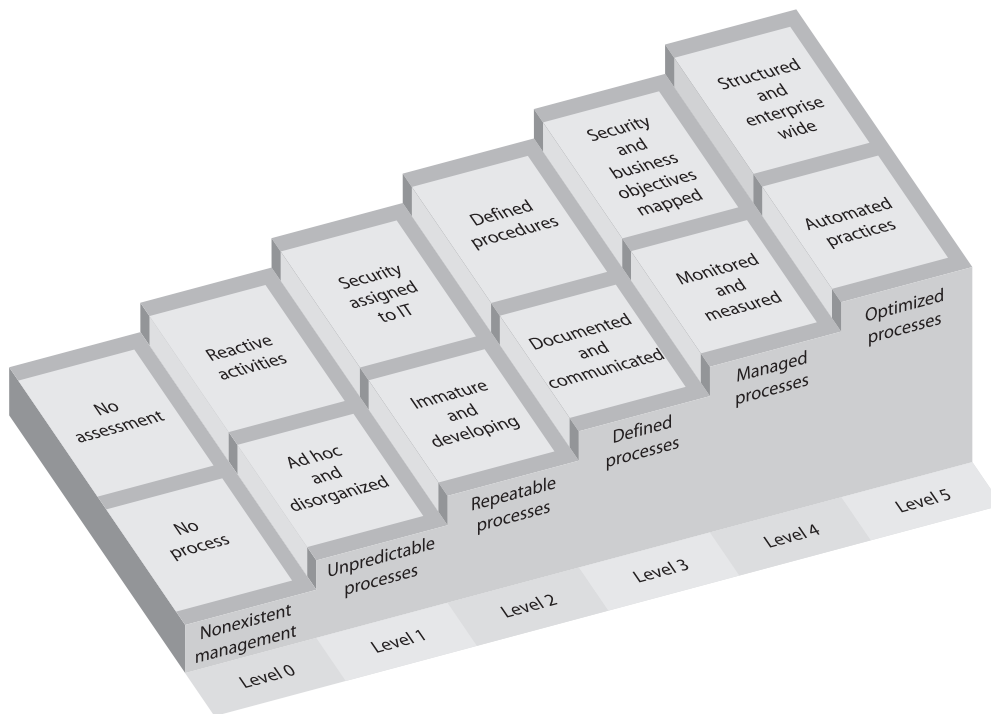 No
assessment
No
process
Nonexistent
management
Level 0
Reactive
activities
Ad hoc
and
disorganized
Unpredictable
processes
Level 1
Security
assigned
to IT
Immature
and
developing
Repeatable
processes
Level 2
Defined
procedures
Documented
and
communicated
Defined
processes
Level 3
Security
and
business
objectives
mapped
Monitored
and
measured
Managed
processes
Level 4
Structured
and
enterprise
wide
Automated
practices
Optimized
processes
Level 5